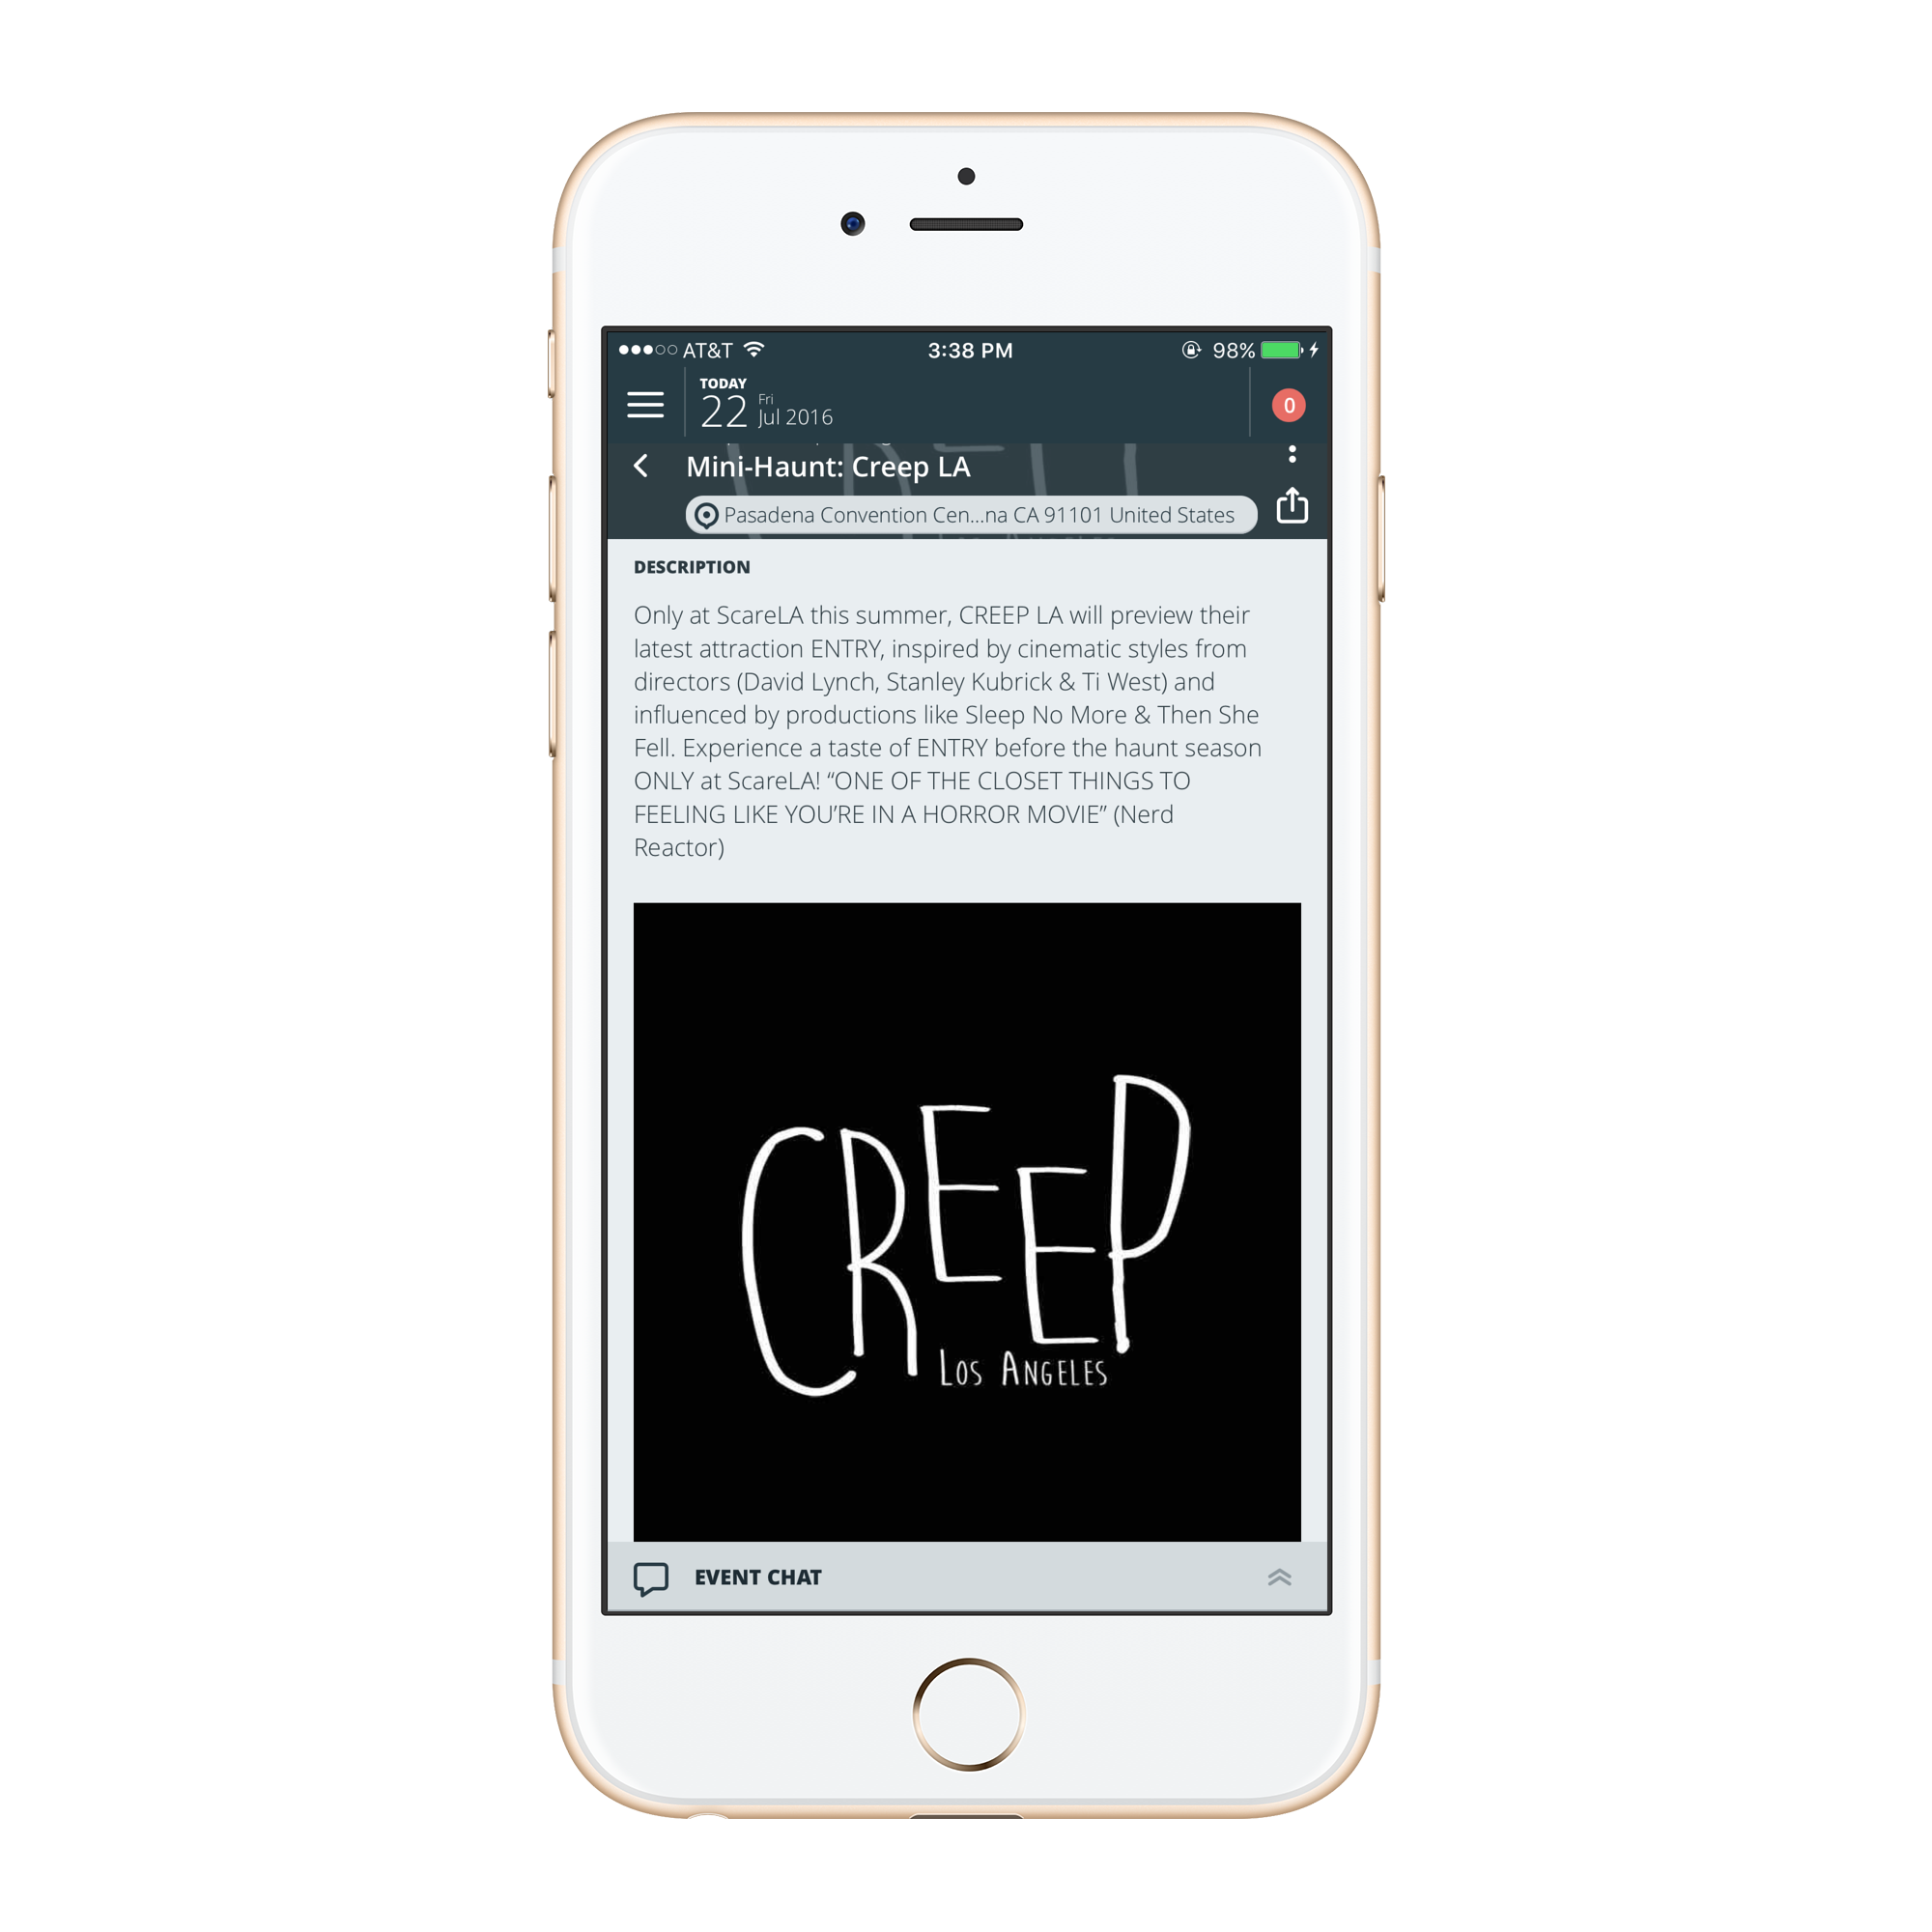 AT&T 3:38 PM 98%
TODAY
22 Fri Jul 2016
0
Mini-Haunt: Creep LA
Pasadena Convention Cen...na CA 91101 United States
DESCRIPTION
Only at ScareLA this summer, CREEP LA will preview their
latest attraction ENTRY, inspired by cinematic styles from
directors (David Lynch, Stanley Kubrick & Ti West) and
influenced by productions like Sleep No More & Then She
Fell. Experience a taste of ENTRY before the haunt season
ONLY at ScareLA! “ONE OF THE CLOSET THINGS TO
FEELING LIKE YOU’RE IN A HORROR MOVIE” (Nerd
Reactor)
CREEP
LOS ANGELES
EVENT CHAT